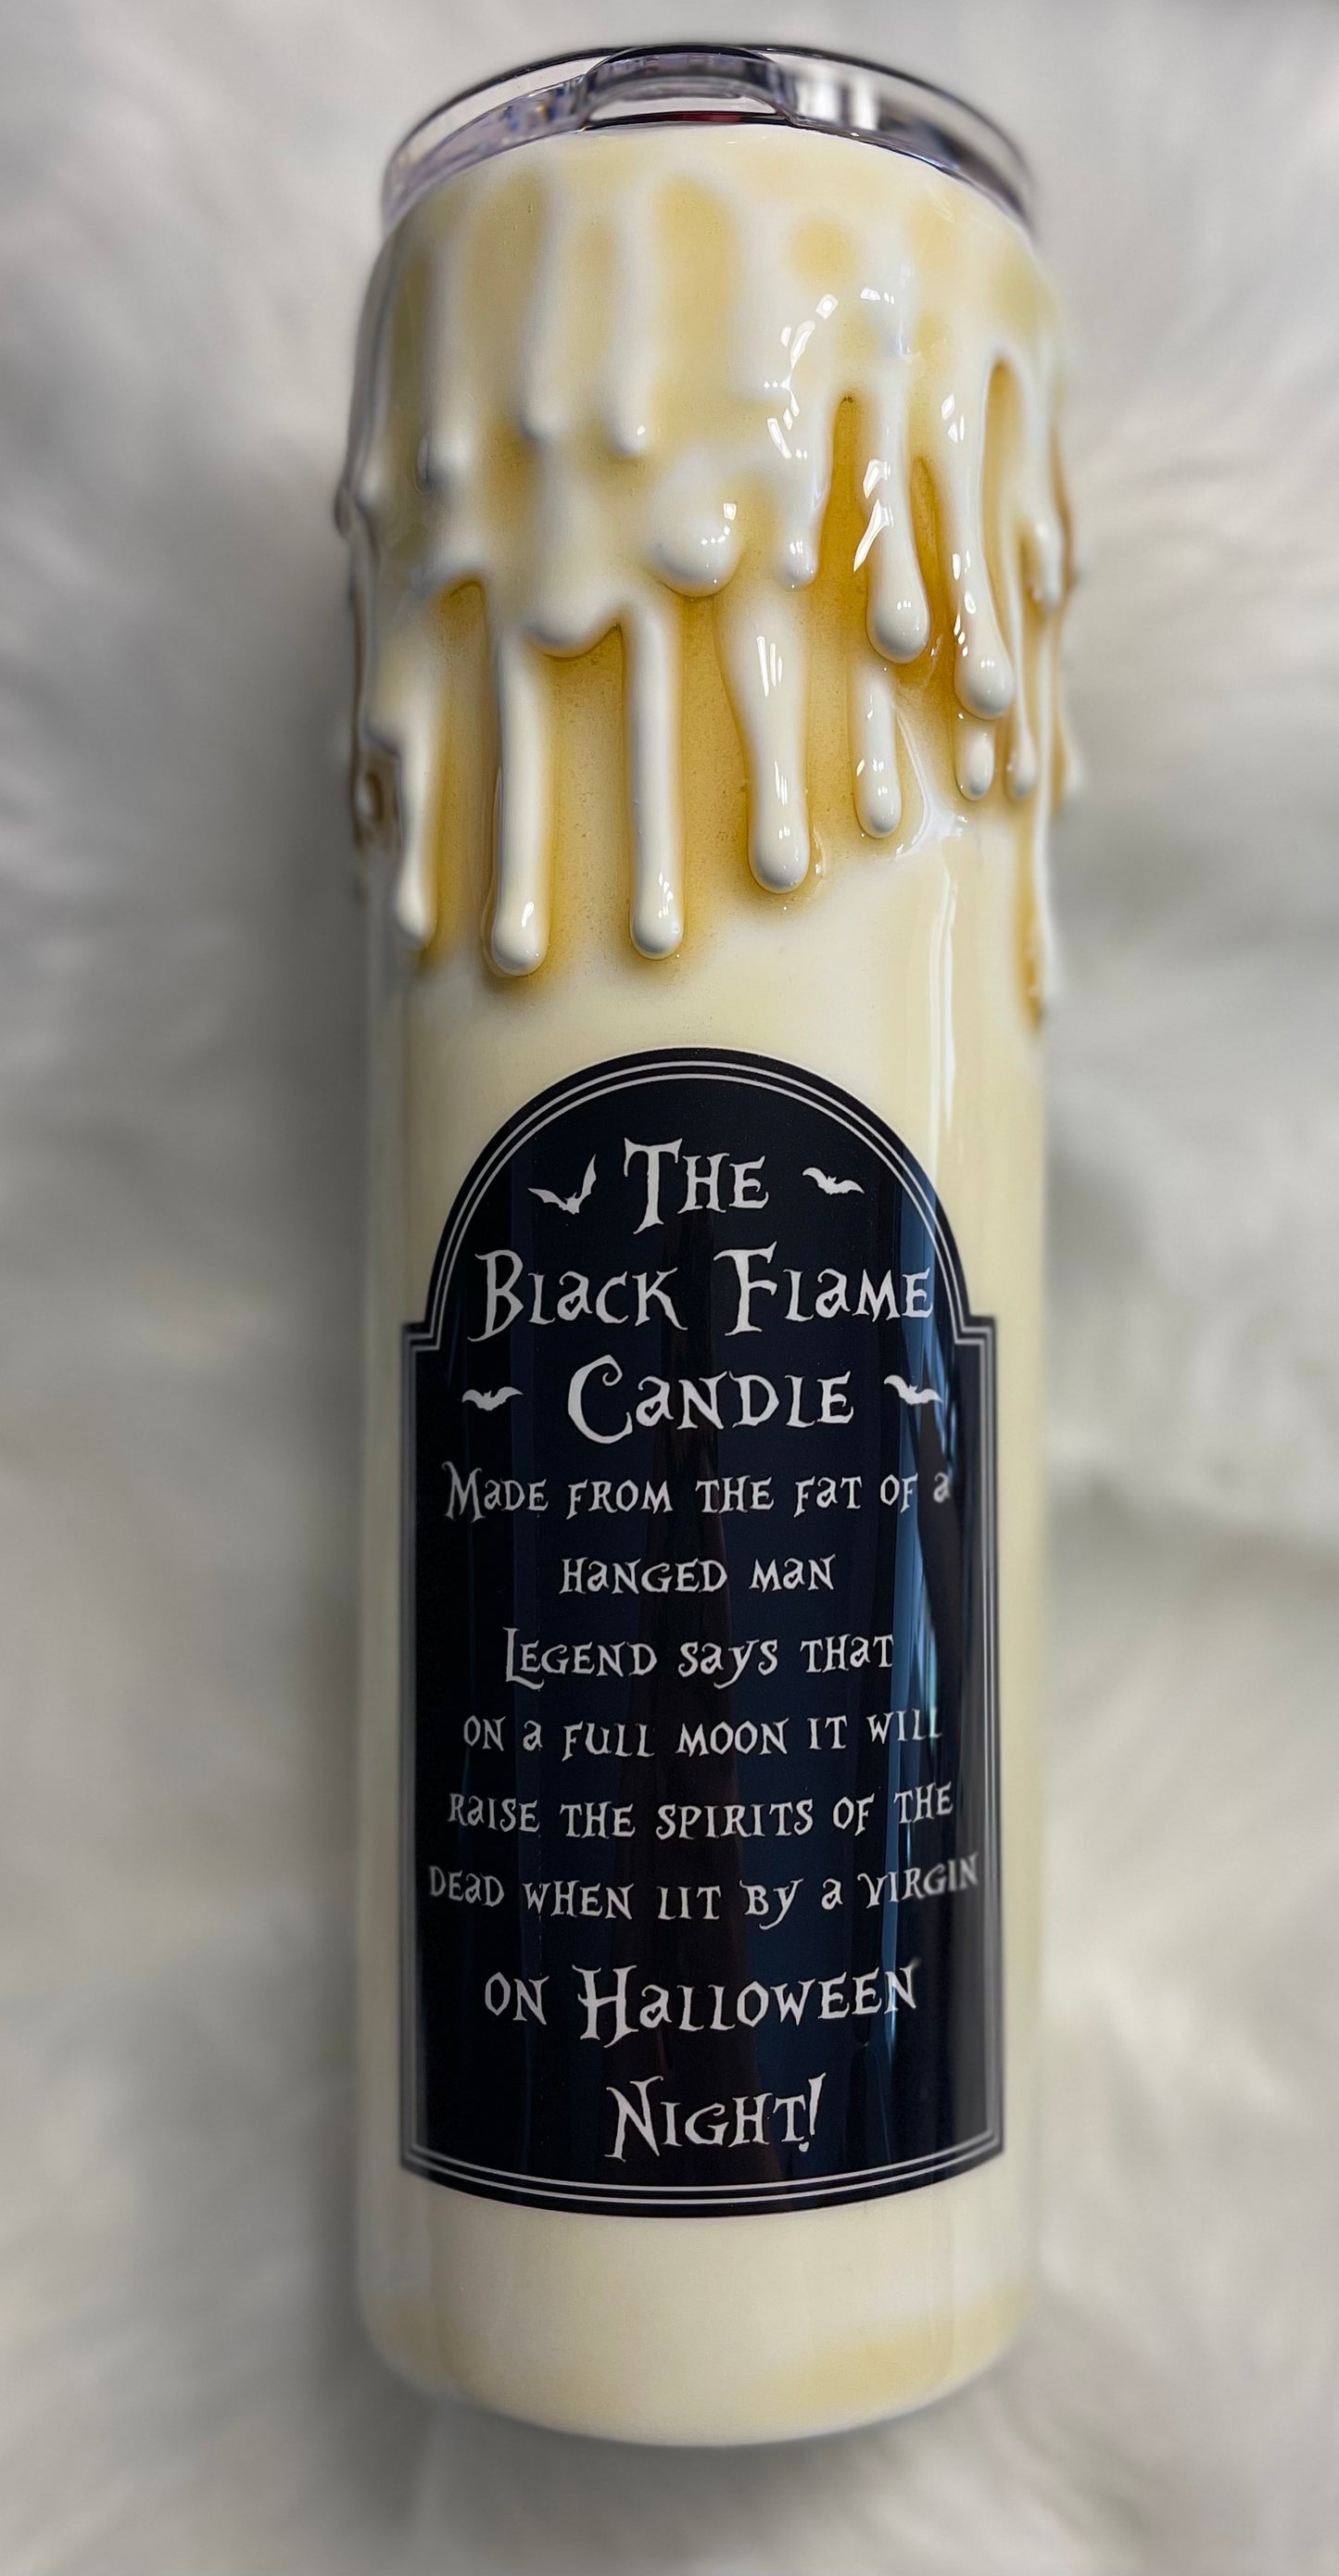 The
Black Flame
Candle
Made from the fat of a
hanged man
Legend says that
on a full moon it will
raise the spirits of the
dead when lit by a virgin
on Halloween
Night!